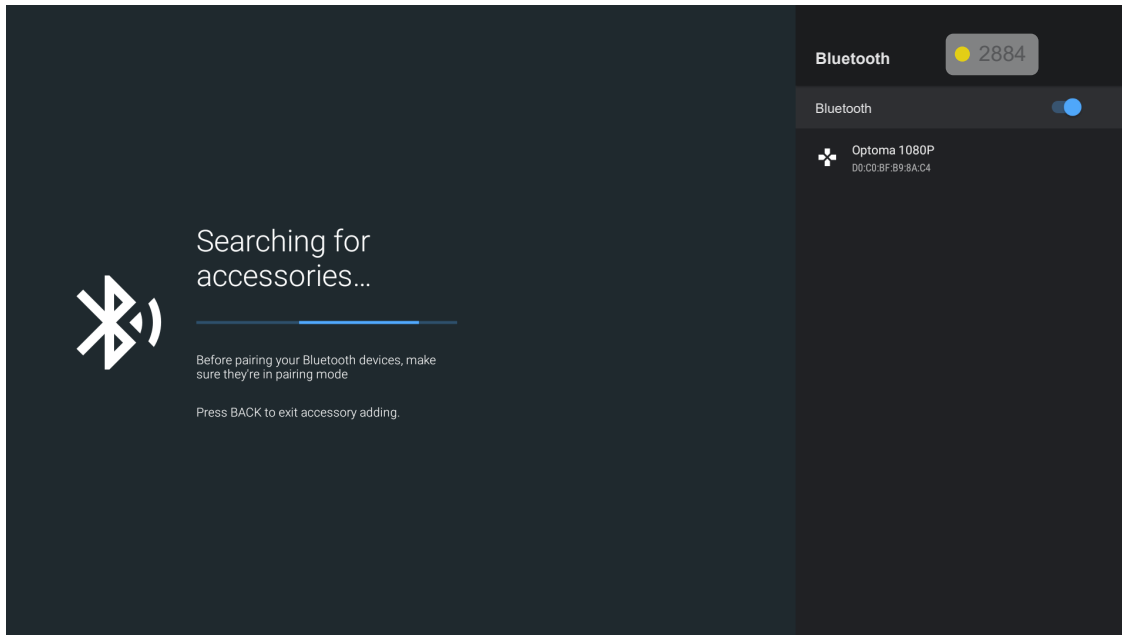 Searching for
accessories...
Before pairing your Bluetooth devices, make
sure they're in pairing mode
Press BACK to exit accessory adding.
Bluetooth
2884
Bluetooth
Optoma 1080P
D0:C0:BF:B9:8A:C4